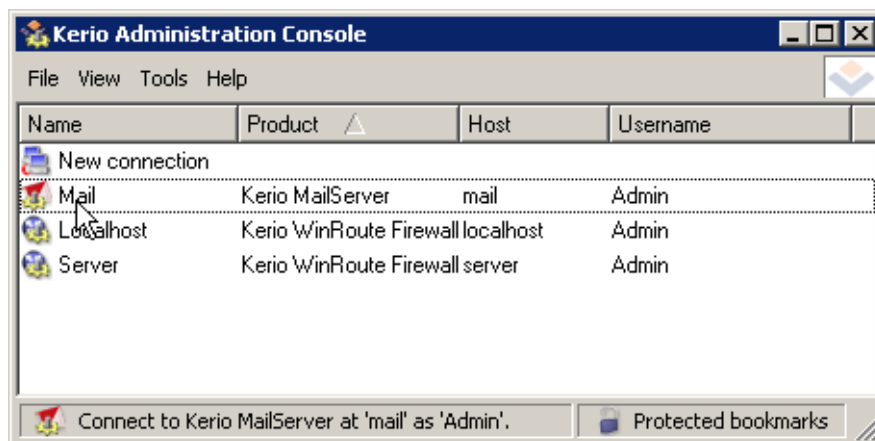 Kerio Administration Console
File View Tools Help
Name Product Host Username
New connection
Mail Kerio MailServer mail Admin
Localhost Kerio WinRoute Firewall localhost Admin
Server Kerio WinRoute Firewall server Admin
Connect to Kerio MailServer at 'mail' as 'Admin'. Protected bookmarks